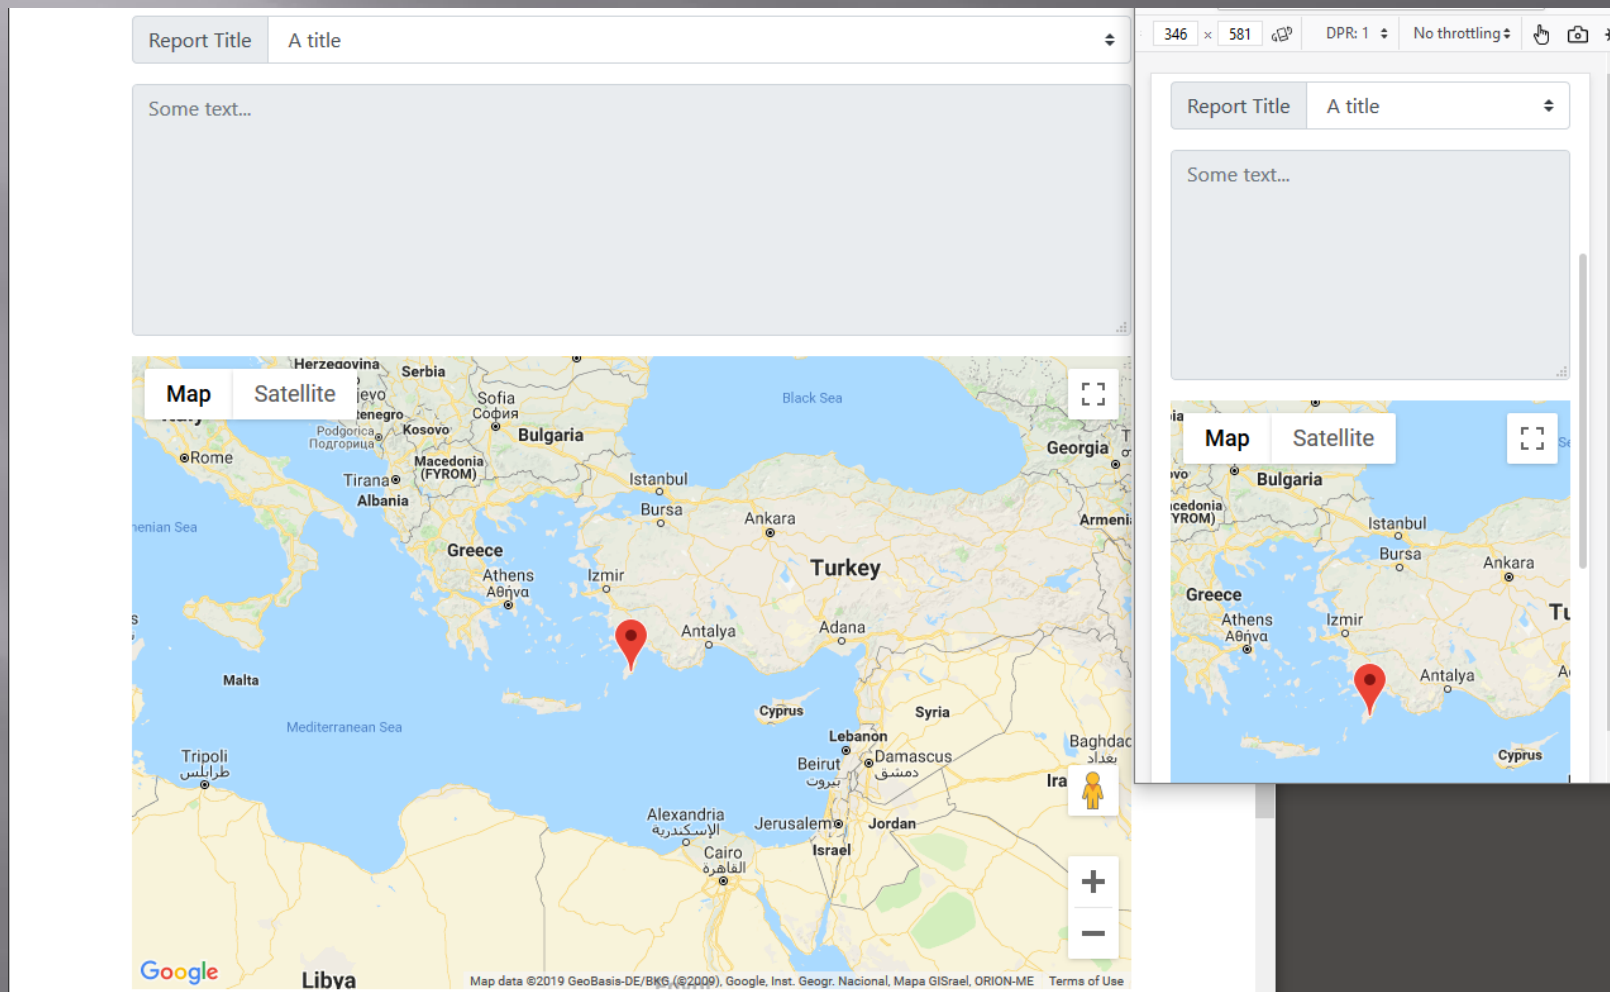 Report Title
A title
Some text...
Map
Satellite
Herzegovina
Serbia
Sofia
София
Black Sea
Podgorica
Подгорица
Kosovo
Bulgaria
Georgia
Rome
Macedonia
(FYROM)
Tirana
Albania
Istanbul
Bursa
Ankara
Greece
Turkey
Athens
Αθήνα
Izmir
Antalya
Adana
Malta
Mediterranean Sea
Cyprus
Syria
Lebanon
Tripoli
طرابلس
Beirut
بيروت
Damascus
دمشق
Baghdad
بغداد
Ira
Alexandria
الإسكندرية
Jerusalem
Jordan
Israel
Cairo
القاهرة
Google
Libya
Map data ©2019 GeoBasis-DE/BKG (©2009), Google, Inst. Geogr. Nacional, Mapa GISrael, ORION-ME
Terms of Use
346 × 581
DPR: 1
No throttling
Report Title
A title
Some text...
Map
Satellite
Bulgaria
YROM)
Istanbul
Bursa
Ankara
Greece
Athens
Αθήνα
Izmir
Tu
Antalya
Cyprus